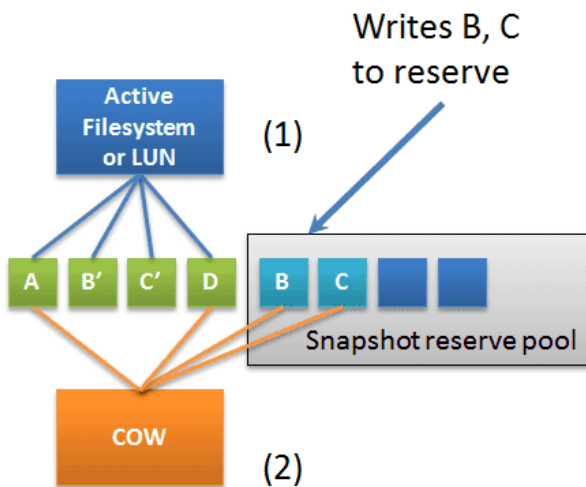 Writes B, C
to reserve
Active
Filesystem
or LUN
(1)
A
B’
C’
D
B
C
Snapshot reserve pool
COW
(2)